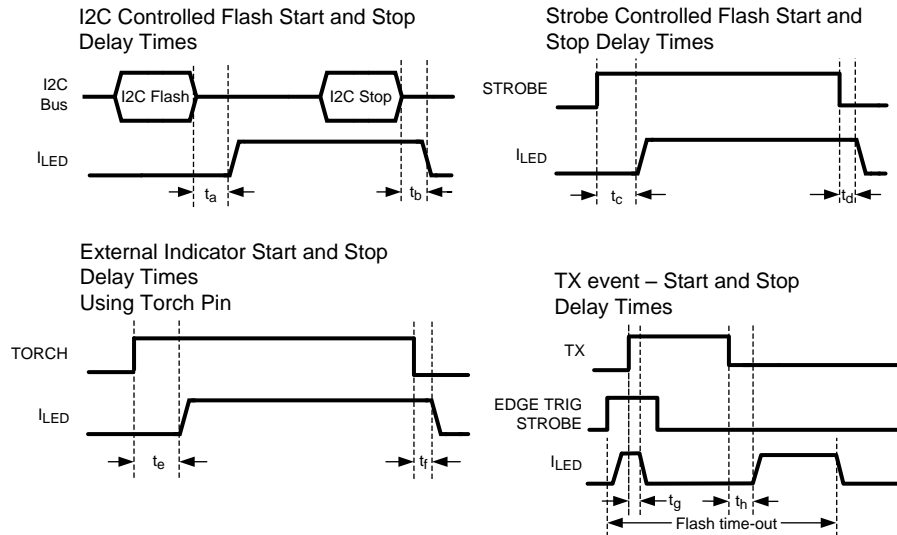 I2C Controlled Flash Start and Stop
Delay Times
I2C
Bus
I2C Flash
I2C Stop
ILED
ta
tb
Strobe Controlled Flash Start and
Stop Delay Times
STROBE
ILED
tc
td
External Indicator Start and Stop
Delay Times
Using Torch Pin
TORCH
ILED
te
tf
TX event – Start and Stop
Delay Times
TX
EDGE TRIG
STROBE
ILED
tg
th
Flash time-out